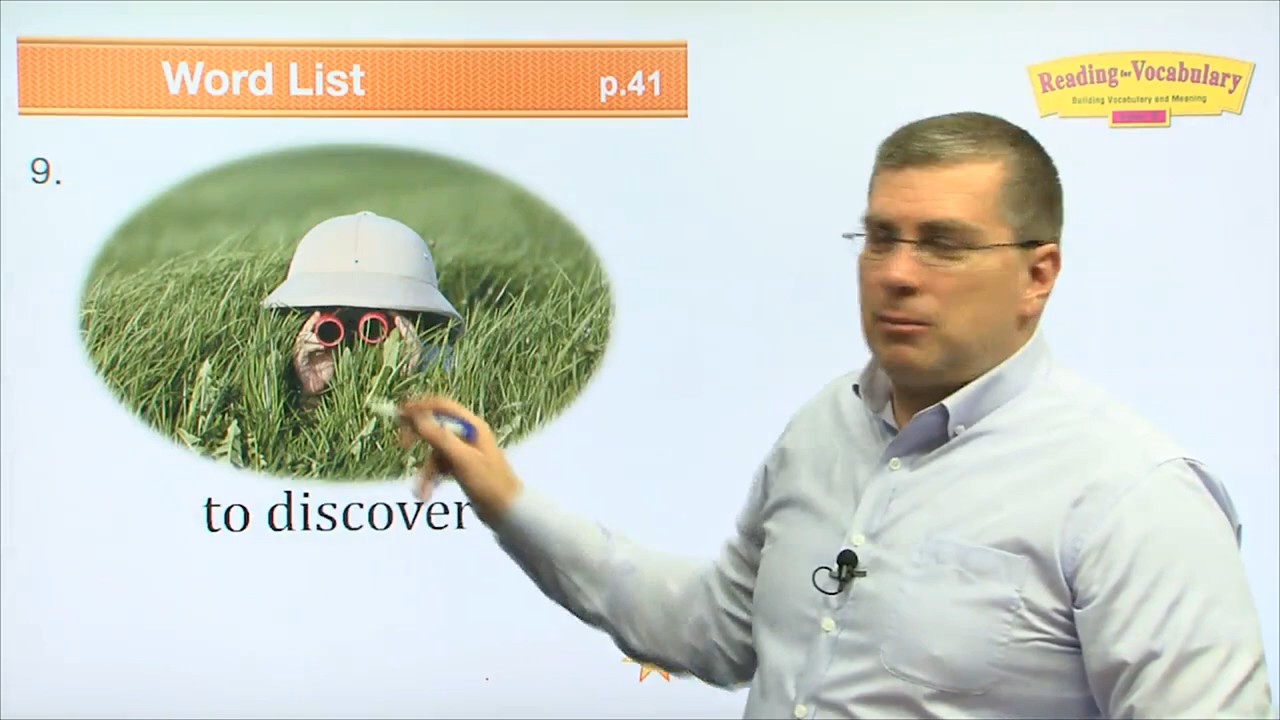 Word List p.41
Reading for Vocabulary
Building Vocabulary and Meaning
9.
to discover